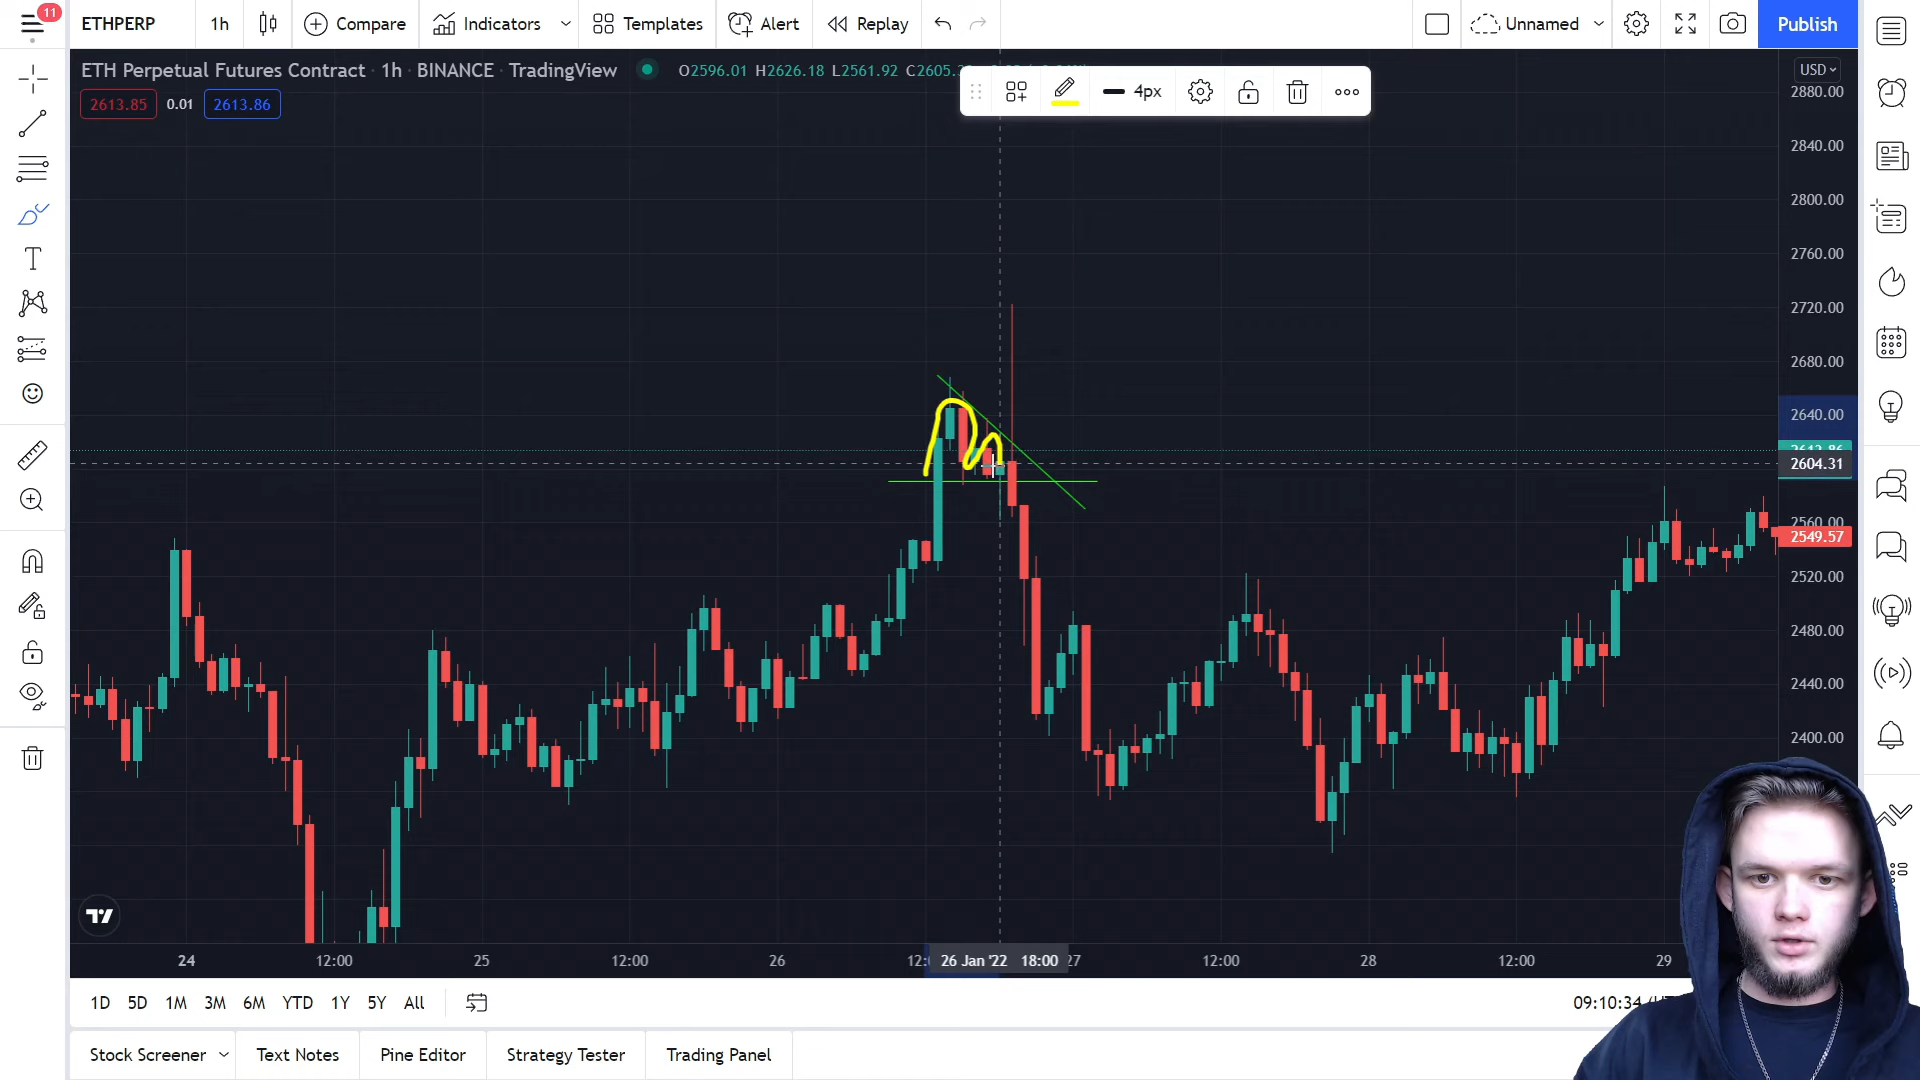 11
ETHPERP 1h Compare Indicators Templates Alert Replay Unnamed Publish
ETH Perpetual Futures Contract · 1h · BINANCE · TradingView O2596.01 H2626.18 L2561.92
4px
USD
2613.85 0.01 2613.86
2880.00
2840.00
2800.00
2760.00
2720.00
2680.00
2640.00
2613.86
2604.31
2560.00
2549.57
2520.00
2480.00
2440.00
2400.00
24 12:00 25 12:00 26 26 Jan '22 18:00 27 12:00 28 12:00 29
1D 5D 1M 3M 6M YTD 1Y 5Y All 09:10:34
Stock Screener Text Notes Pine Editor Strategy Tester Trading Panel